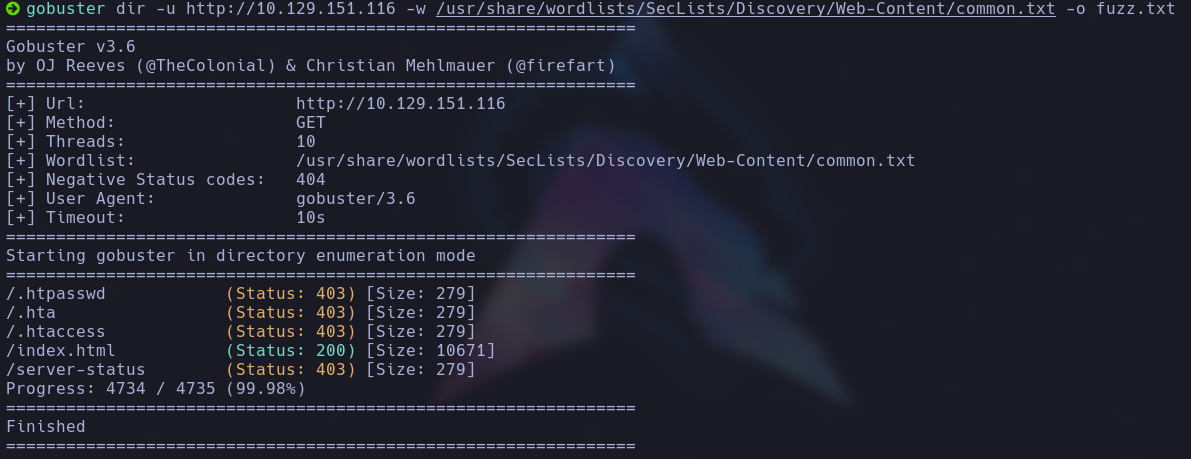 gobuster dir -u http://10.129.151.116 -w /usr/share/wordlists/SecLists/Discovery/Web-Content/common.txt -o fuzz.txt
===============================================================
Gobuster v3.6
by OJ Reeves (@TheColonial) & Christian Mehlmauer (@firefart)
===============================================================
[+] Url:                     http://10.129.151.116
[+] Method:                  GET
[+] Threads:                 10
[+] Wordlist:                /usr/share/wordlists/SecLists/Discovery/Web-Content/common.txt
[+] Negative Status codes:   404
[+] User Agent:              gobuster/3.6
[+] Timeout:                 10s
===============================================================
Starting gobuster in directory enumeration mode
===============================================================
/.htpasswd            (Status: 403) [Size: 279]
/.hta                 (Status: 403) [Size: 279]
/.htaccess            (Status: 403) [Size: 279]
/index.html           (Status: 200) [Size: 10671]
/server-status        (Status: 403) [Size: 279]
Progress: 4734 / 4735 (99.98%)
===============================================================
Finished
===============================================================